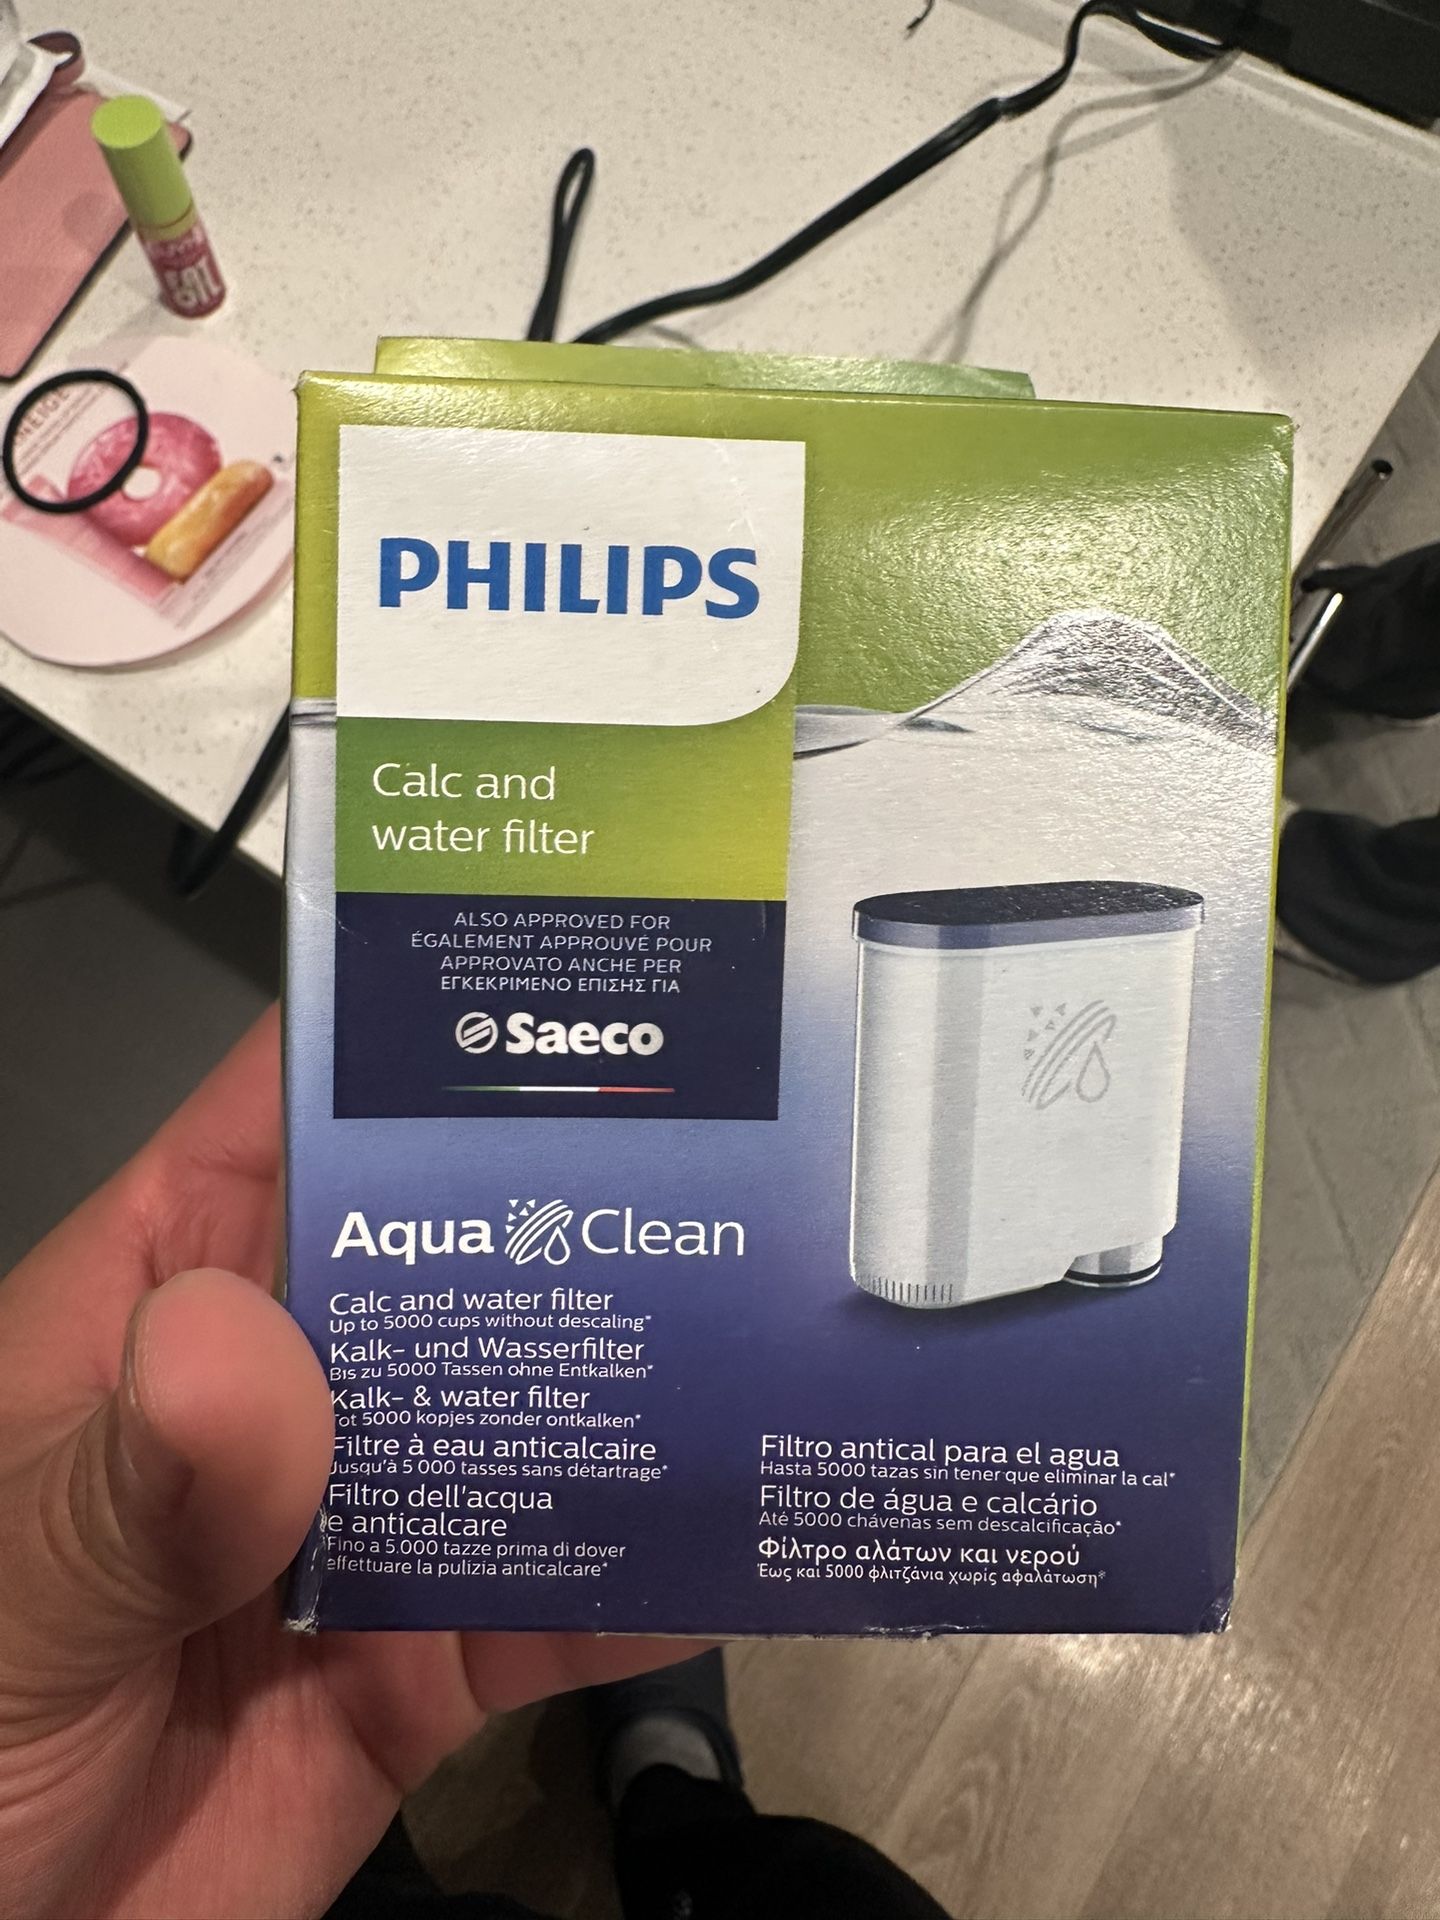 PHILIPS
Calc and
water filter
ALSO APPROVED FOR
ÉGALEMENT APPROUVÉ POUR
APPROVATO ANCHE PER
ΕΓΚΕΚΡΙΜΕΝΟ ΕΠΙΣΗΣ ΓΙΑ
Saeco
Aqua Clean
Calc and water filter
Up to 5000 cups without descaling*
Kalk- und Wasserfilter
Bis zu 5000 Tassen ohne Entkalken*
Kalk- & water filter
Tot 5000 kopjes zonder ontkalken*
Filtre à eau anticalcaire
Jusqu'à 5 000 tasses sans détartrage*
Filtro dell'acqua
e anticalcare
Fino a 5.000 tazze prima di dover
effettuare la pulizia anticalcare*
Filtro antical para el agua
Hasta 5000 tazas sin tener que eliminar la cal*
Filtro de água e calcário
Até 5000 chávenas sem descalcificação*
Φίλτρο αλάτων και νερού
Έως και 5000 φλιτζάνια χωρίς αφαλάτωση*